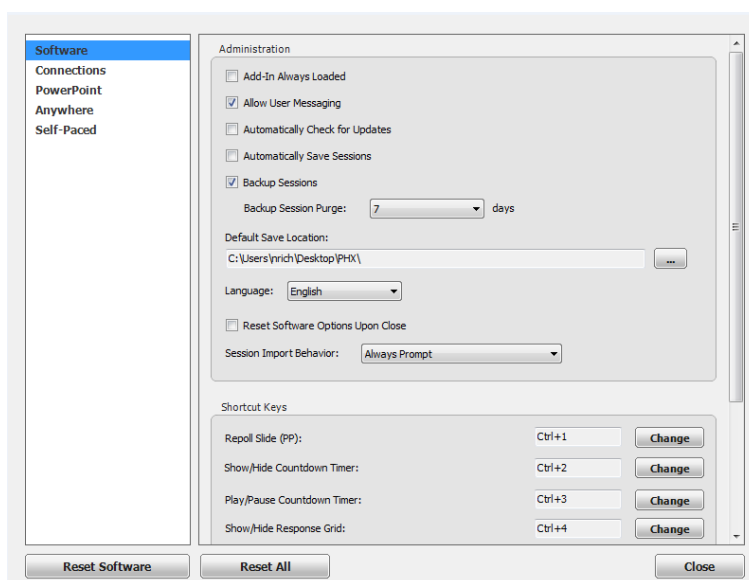 Software
Connections
PowerPoint
Anywhere
Self-Paced
Administration
Add-In Always Loaded
Allow User Messaging
Automatically Check for Updates
Automatically Save Sessions
Backup Sessions
Backup Session Purge: 7 days
Default Save Location:
C:\Users\nrich\Desktop\PHX\
...
Language: English
Reset Software Options Upon Close
Session Import Behavior: Always Prompt
Shortcut Keys
Repoll Slide (PP): Ctrl+1 Change
Show/Hide Countdown Timer: Ctrl+2 Change
Play/Pause Countdown Timer: Ctrl+3 Change
Show/Hide Response Grid: Ctrl+4 Change
Reset Software Reset All Close